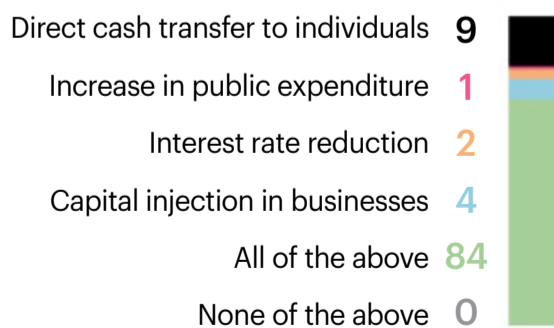 Direct cash transfer to individuals 9
Increase in public expenditure 1
Interest rate reduction 2
Capital injection in businesses 4
All of the above 84
None of the above 0